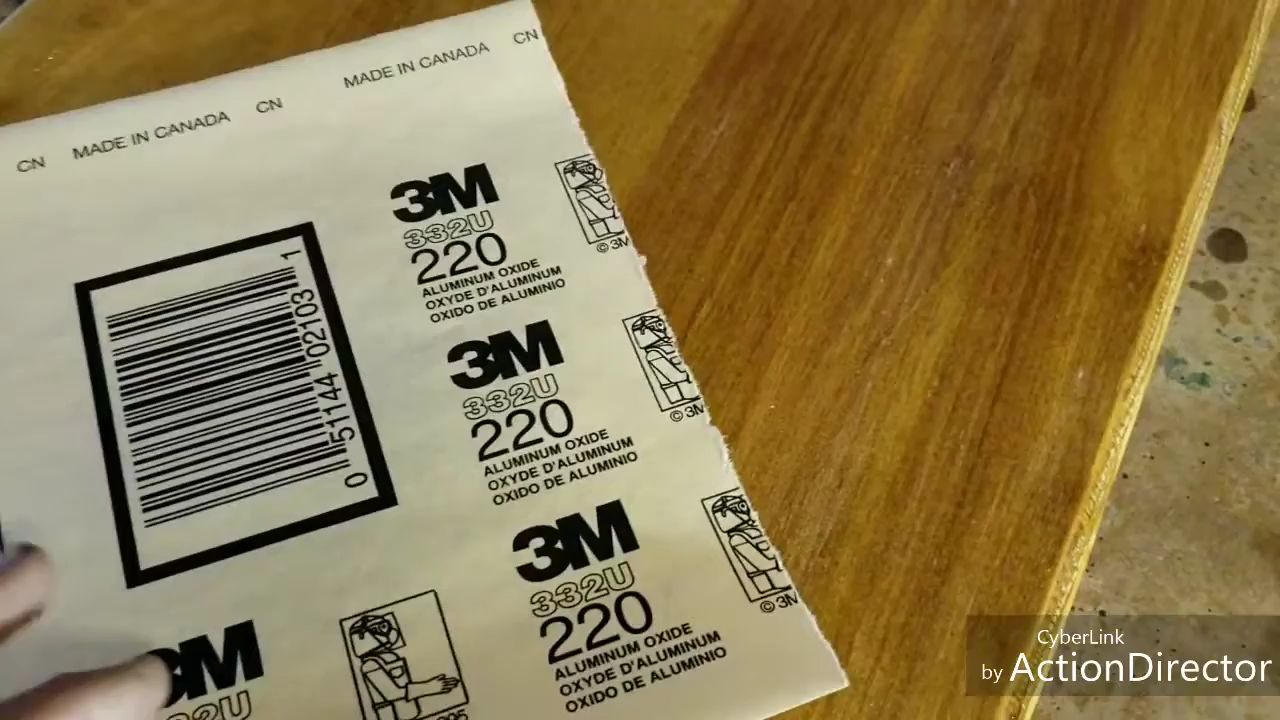 CN MADE IN CANADA CN MADE IN CANADA CN
3M
332U
220
ALUMINUM OXIDE
OXYDE D'ALUMINUM
OXIDO DE ALUMINIO
© 3M
0 51144 02103 1
3M
332U
220
ALUMINUM OXIDE
OXYDE D'ALUMINUM
OXIDO DE ALUMINIO
© 3M
3M
332U
220
ALUMINUM OXIDE
OXYDE D'ALUMINUM
OXIDO DE ALUMINIO
© 3M
3M
32U
CyberLink
by ActionDirector